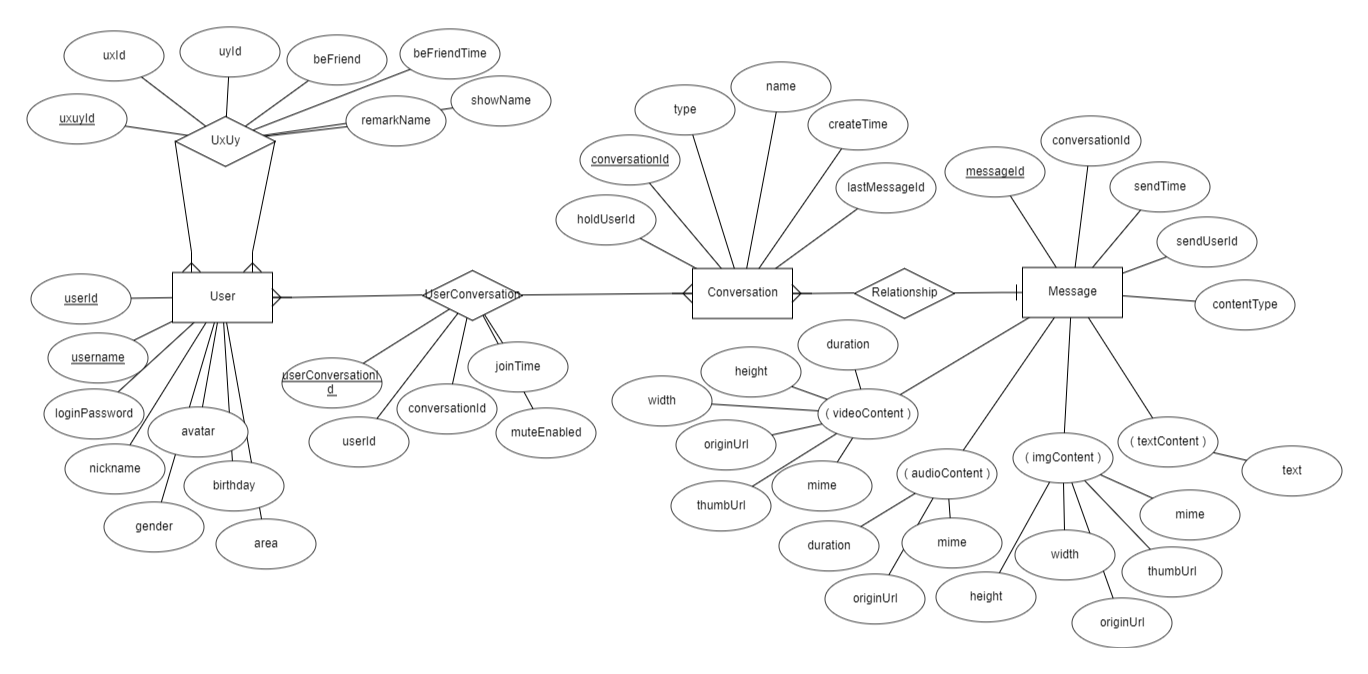 uxId
uyId
beFriend
beFriendTime
uxuyId
remarkName
showName
UxUy
userId
User
username
loginPassword
avatar
nickname
birthday
gender
area
UserConversation
userConversationI
d
userId
conversationId
joinTime
muteEnabled
type
name
createTime
conversationId
lastMessageId
holdUserId
Conversation
Relationship
messageId
conversationId
sendTime
sendUserId
contentType
Message
duration
height
width
( videoContent )
originUrl
thumbUrl
mime
( audioContent )
duration
mime
originUrl
( imgContent )
height
width
originUrl
thumbUrl
mime
( textContent )
text